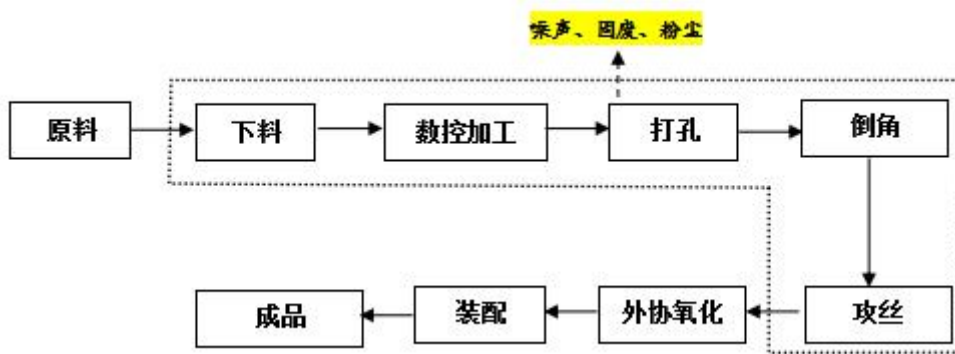 噪声、固废、粉尘
原料
下料
数控加工
打孔
倒角
攻丝
外协氧化
装配
成品